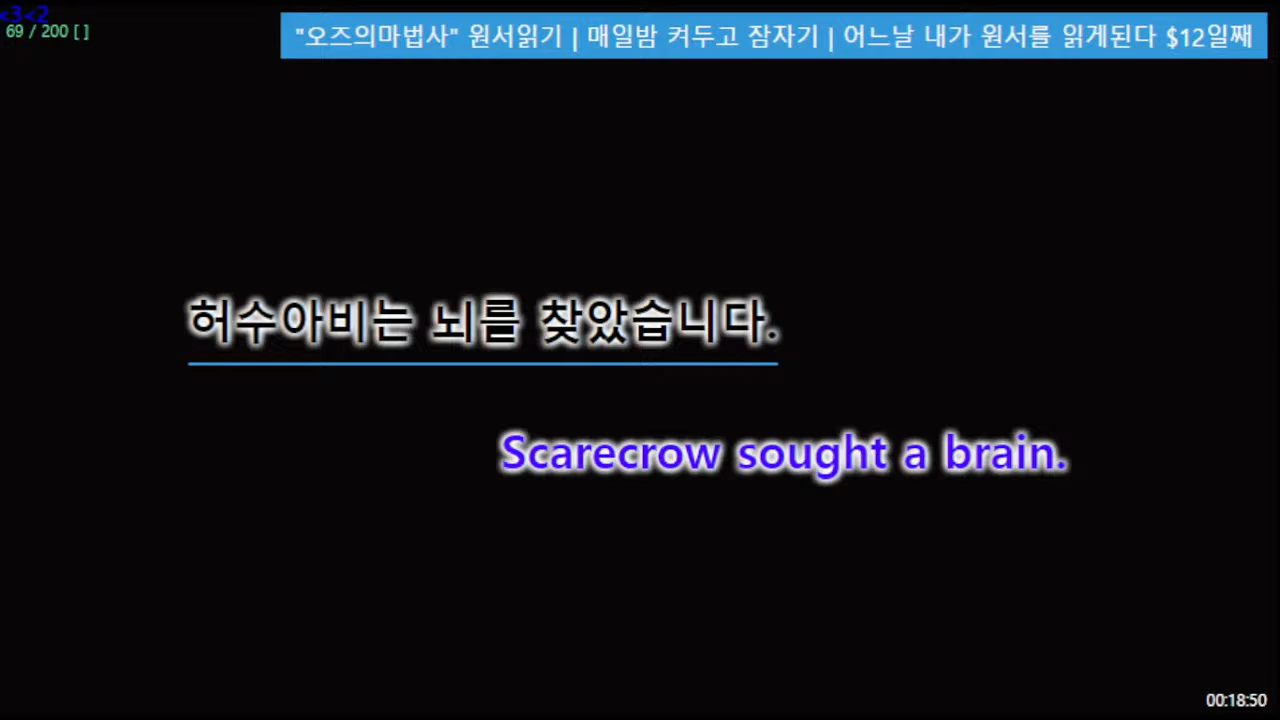 <3<2
69 / 200 [ ]
"오즈의마법사" 원서읽기 | 매일밤 켜두고 잠자기 | 어느날 내가 원서를 읽게된다 $12일째
허수아비는 뇌를 찾았습니다.
Scarecrow sought a brain.
00:18:50